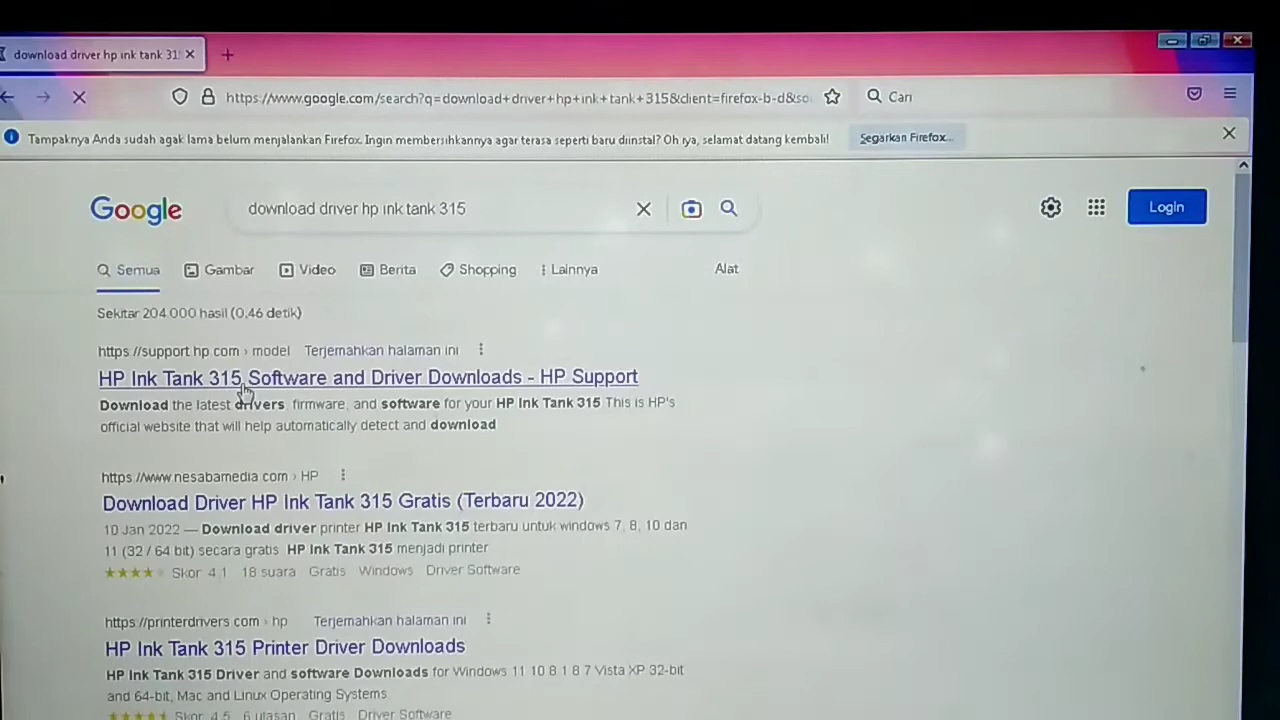 download driver hp ink tank 31
https://www.google.com/search?q=download+driver+hp+ink+tank+315&client=firefox-b-d&so
Cari
Tampaknya Anda sudah agak lama belum menjalankan Firefox. Ingin membersihkannya agar terasa seperti baru diinstal? Oh iya, selamat datang kembali!
Segarkan Firefox...
Google
download driver hp ink tank 315
Login
Semua
Gambar
Video
Berita
Shopping
Lainnya
Alat
Sekitar 204.000 hasil (0,46 detik)
https://support.hp.com › model Terjemahkan halaman ini
HP Ink Tank 315 Software and Driver Downloads - HP Support
Download the latest drivers, firmware, and software for your HP Ink Tank 315 This is HP's
official website that will help automatically detect and download
https://www.nesabamedia.com › HP
Download Driver HP Ink Tank 315 Gratis (Terbaru 2022)
10 Jan 2022 — Download driver printer HP Ink Tank 315 terbaru untuk windows 7, 8, 10 dan
11 (32 / 64 bit) secara gratis. HP Ink Tank 315 menjadi printer
Skor 4,1 18 suara Gratis Windows Driver Software
https://printerdrivers.com › hp Terjemahkan halaman ini
HP Ink Tank 315 Printer Driver Downloads
HP Ink Tank 315 Driver and software Downloads for Windows 11 10 8.1 8 7 Vista XP 32-bit
and 64-bit, Mac and Linux Operating Systems
Skor 4,5 6 ulasan Gratis Driver Software